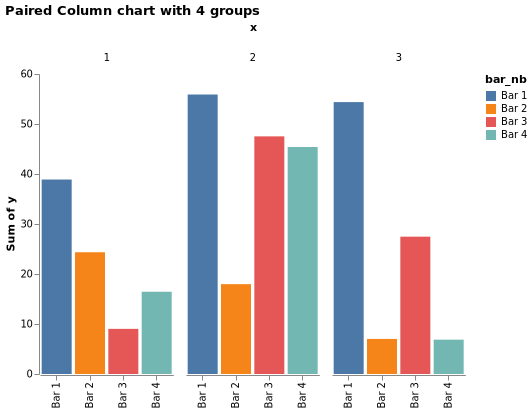 Paired Column chart with 4 groups
x
1 2 3
60
50
40
30
20
10
0
Sum of y
Bar 1 Bar 2 Bar 3 Bar 4 Bar 1 Bar 2 Bar 3 Bar 4 Bar 1 Bar 2 Bar 3 Bar 4
bar_nb
Bar 1
Bar 2
Bar 3
Bar 4